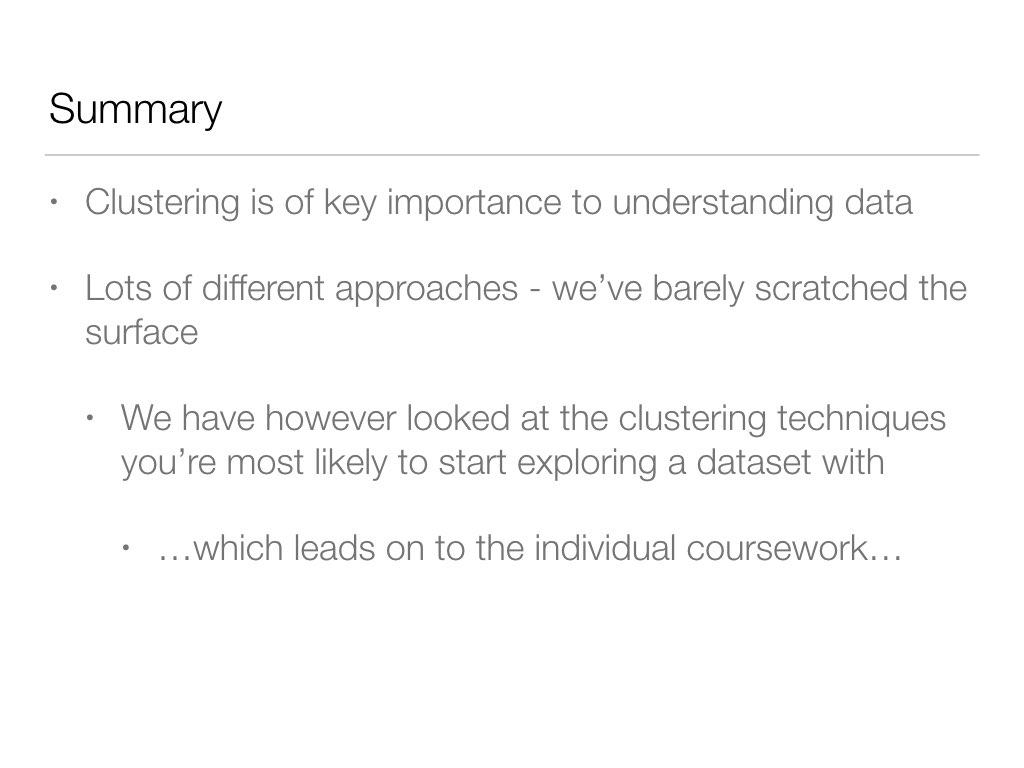 Summary
• Clustering is of key importance to understanding data
• Lots of different approaches - we’ve barely scratched the
surface
• We have however looked at the clustering techniques
you’re most likely to start exploring a dataset with
• …which leads on to the individual coursework…